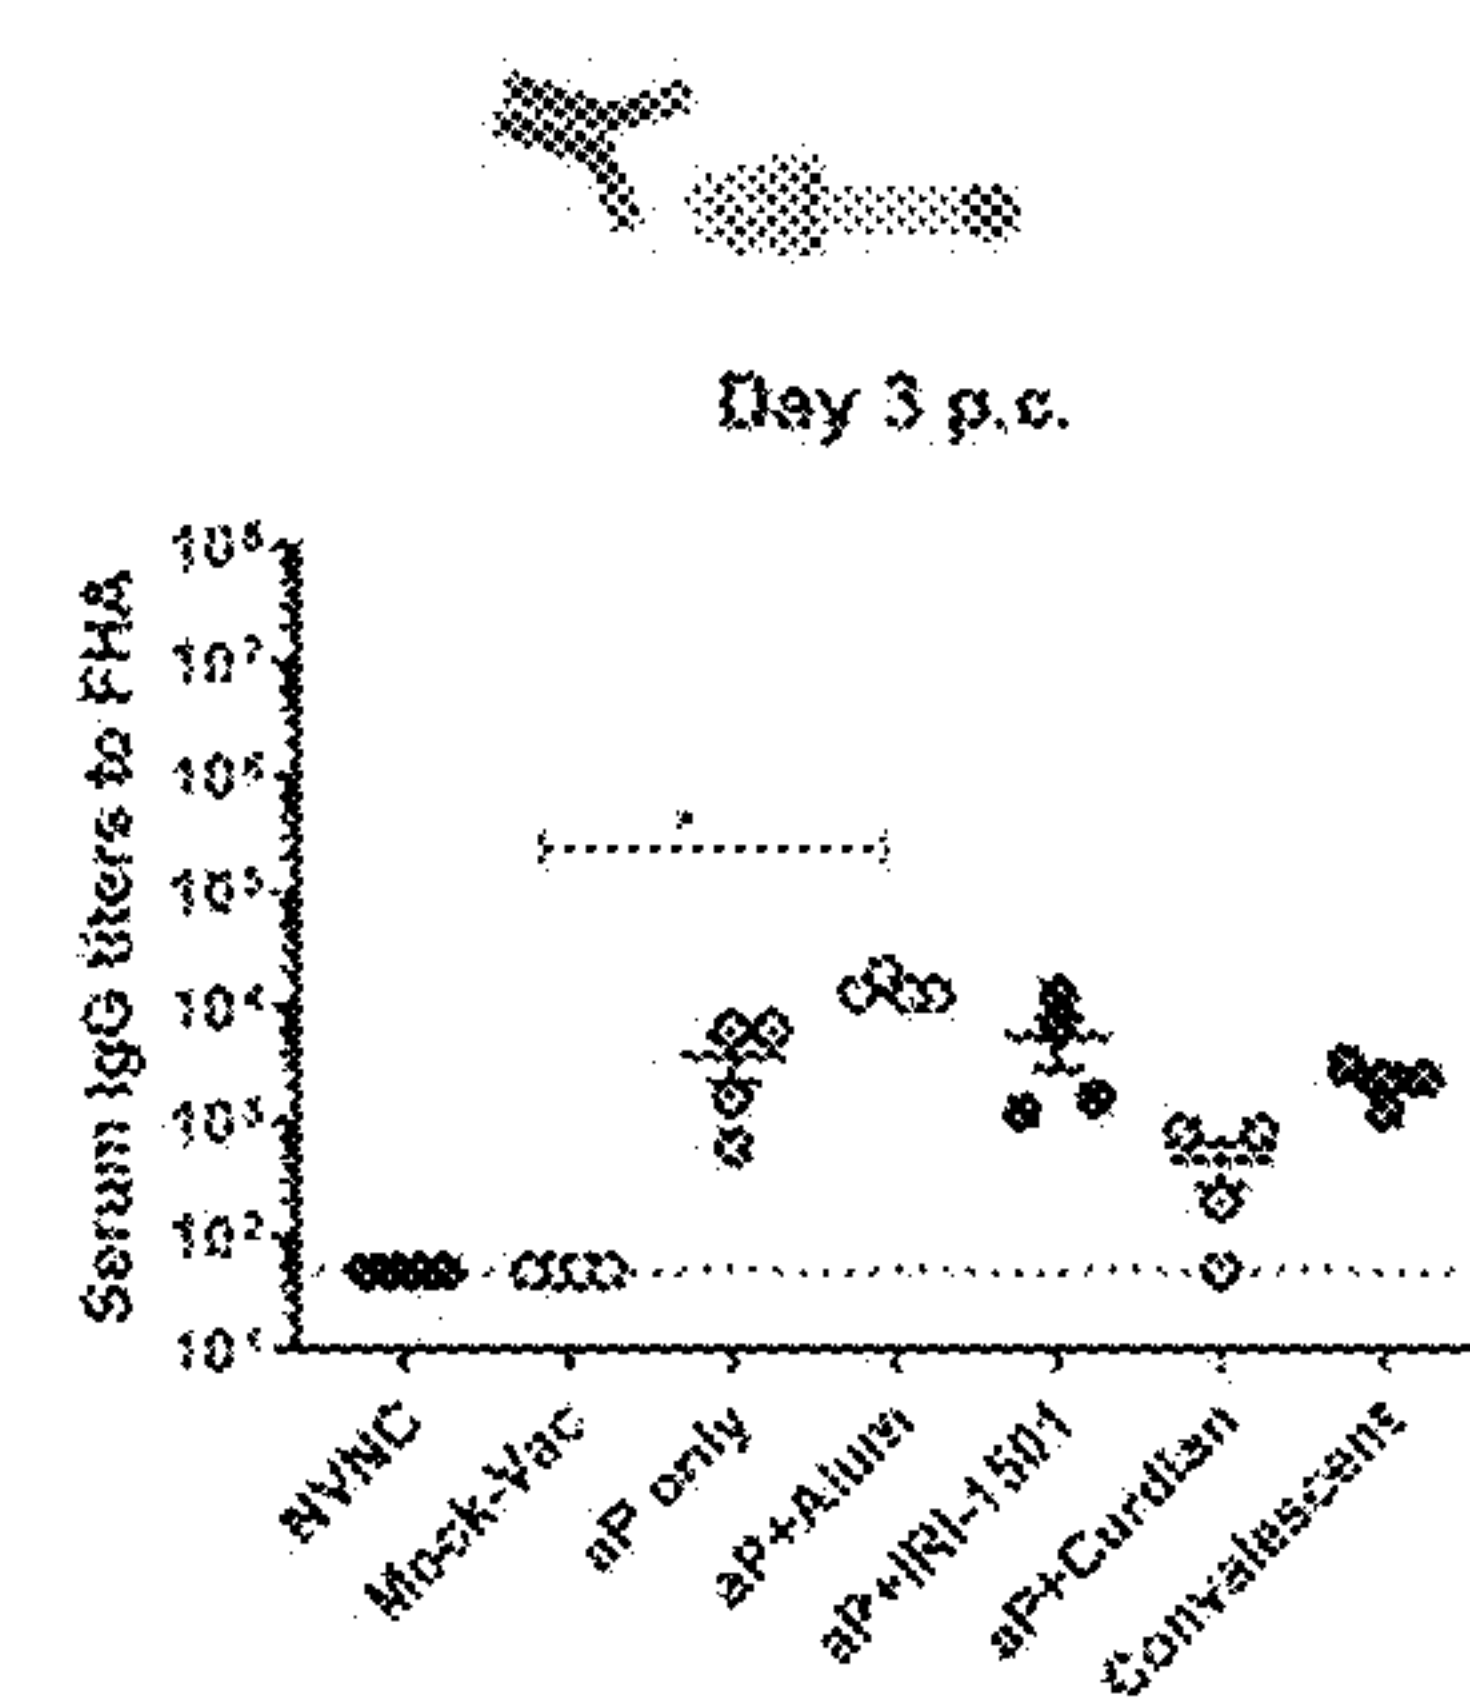 Day 3 p.c.
Serum IgG titers to FHA
10⁸
10⁷
10⁶
10⁵
10⁴
10³
10²
10¹
*
NVNC
Mock-Vac
aP only
aP+Alum
aP+IRI-1501
aP+Curdlan
Convalescent